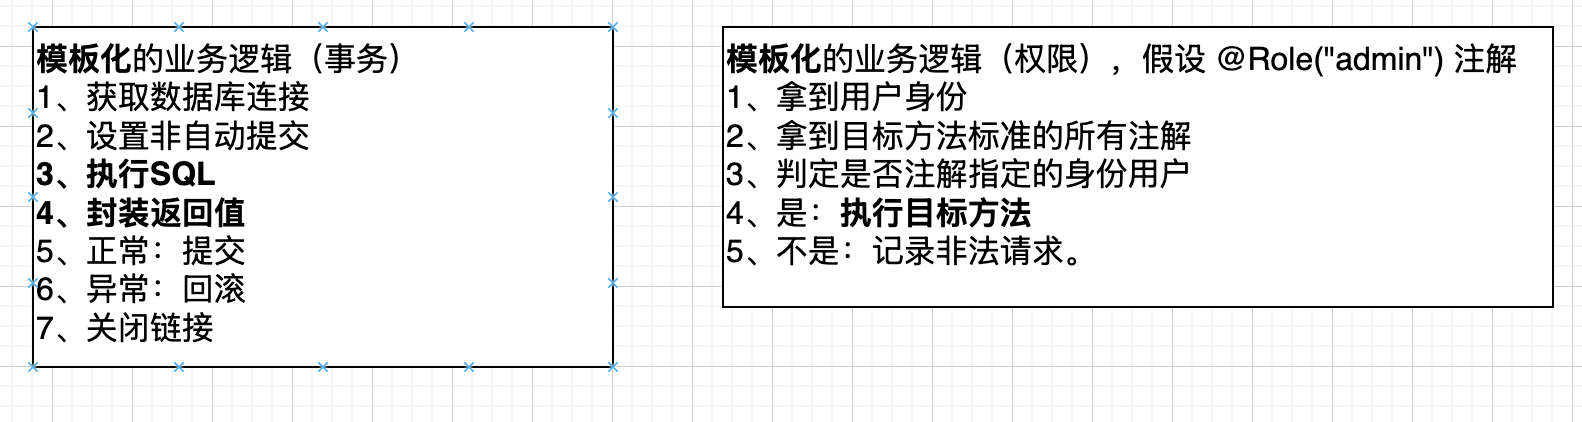 模板化的业务逻辑（事务）
1、获取数据库连接
2、设置非自动提交
3、执行SQL
4、封装返回值
5、正常：提交
6、异常：回滚
7、关闭链接
模板化的业务逻辑（权限），假设 @Role("admin") 注解
1、拿到用户身份
2、拿到目标方法标准的所有注解
3、判定是否注解指定的身份用户
4、是：执行目标方法
5、不是：记录非法请求。